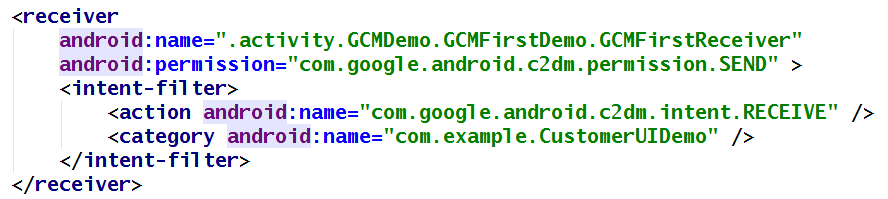 <receiver
    android:name=".activity.GCMDemo.GCMFirstDemo.GCMFirstReceiver"
    android:permission="com.google.android.c2dm.permission.SEND" >
    <intent-filter>
        <action android:name="com.google.android.c2dm.intent.RECEIVE" />
        <category android:name="com.example.CustomerUIDemo" />
    </intent-filter>
</receiver>